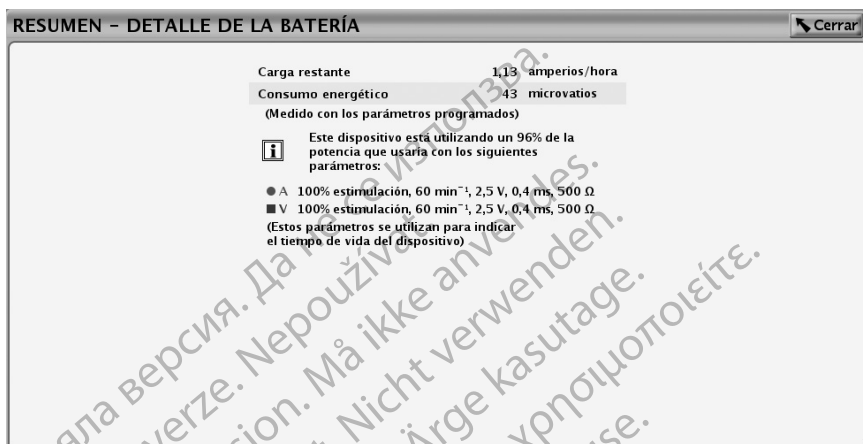 RESUMEN – DETALLE DE LA BATERÍA
Cerrar
Carga restante 1,13 amperios/hora
Consumo energético 43 microvatios
(Medido con los parámetros programados)
Este dispositivo está utilizando un 96% de la
potencia que usaría con los siguientes
parámetros:
A 100% estimulación, 60 min⁻¹, 2,5 V, 0,4 ms, 500 Ω
V 100% estimulación, 60 min⁻¹, 2,5 V, 0,4 ms, 500 Ω
(Estos parámetros se utilizan para indicar
el tiempo de vida del dispositivo)
версия. Да не се използва.
verze. Nepoužívat.
Må ikke anvendes.
Nicht verwenden.
Ärge kasutage.